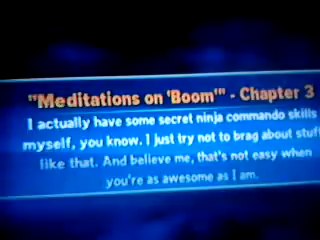 "Meditations on 'Boom'" - Chapter 3
I actually have some secret ninja commando skills
myself, you know. I just try not to brag about stuff
like that. And believe me, that's not easy when
you're as awesome as I am.